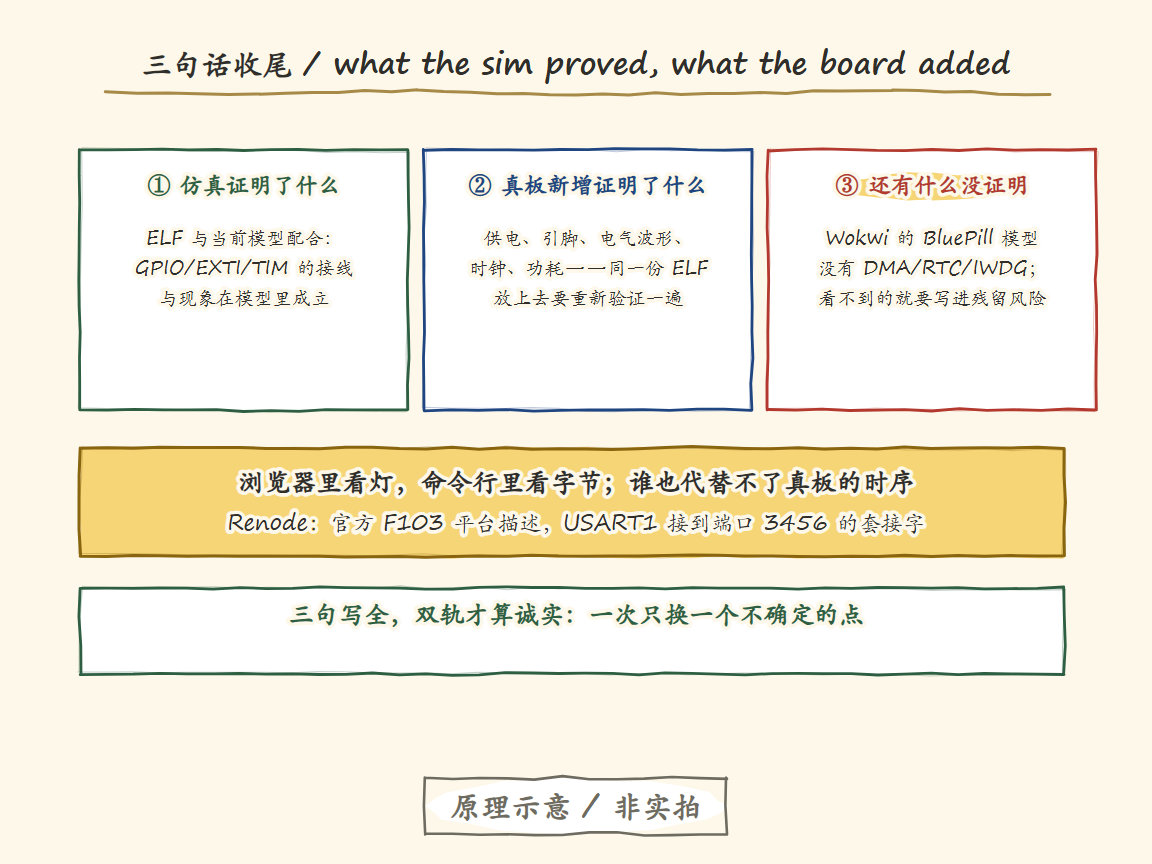 三句话收尾 / what the sim proved, what the board added
① 仿真证明了什么
ELF 与当前模型配合：
GPIO/EXTI/TIM 的接线
与现象在模型里成立
② 真板新增证明了什么
供电、引脚、电气波形、
时钟、功耗——同一份 ELF
放上去要重新验证一遍
③ 还有什么没证明
Wokwi 的 BluePill 模型
没有 DMA/RTC/IWDG；
看不到的就要写进残留风险
浏览器里看灯，命令行里看字节；谁也代替不了真板的时序
Renode：官方 F103 平台描述，USART1 接到端口 3456 的套接字
三句写全，双轨才算诚实：一次只换一个不确定的点
原理示意 / 非实拍